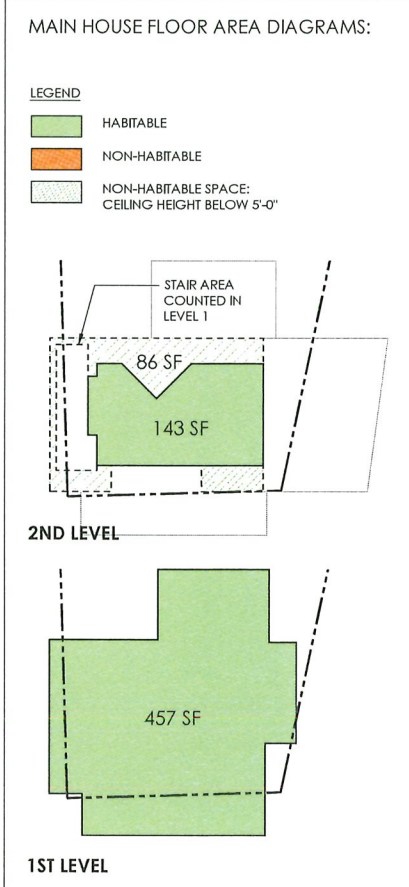 MAIN HOUSE FLOOR AREA DIAGRAMS:
LEGEND
HABITABLE
NON-HABITABLE
NON-HABITABLE SPACE:
CEILING HEIGHT BELOW 5'-0"
STAIR AREA
COUNTED IN
LEVEL 1
86 SF
143 SF
2ND LEVEL
457 SF
1ST LEVEL